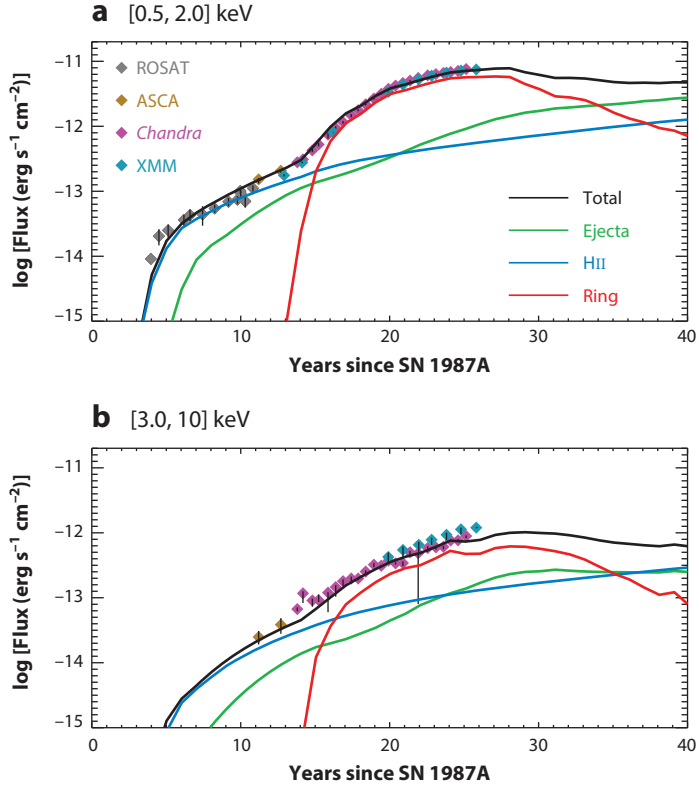 a [0.5, 2.0] keV
log [Flux (erg s⁻¹ cm⁻²)]
−11
−12
−13
−14
−15
ROSAT
ASCA
Chandra
XMM
Total
Ejecta
HII
Ring
0 10 20 30 40
Years since SN 1987A
b [3.0, 10] keV
log [Flux (erg s⁻¹ cm⁻²)]
−11
−12
−13
−14
−15
0 10 20 30 40
Years since SN 1987A